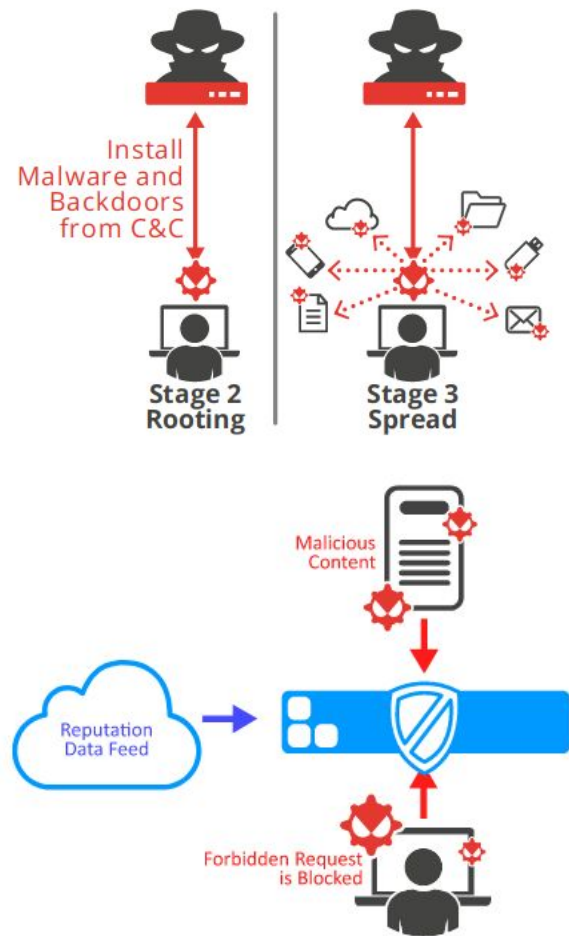 Install
Malware and
Backdoors
from C&C
Stage 2
Rooting
Stage 3
Spread
Malicious
Content
Reputation
Data Feed
Forbidden Request
is Blocked